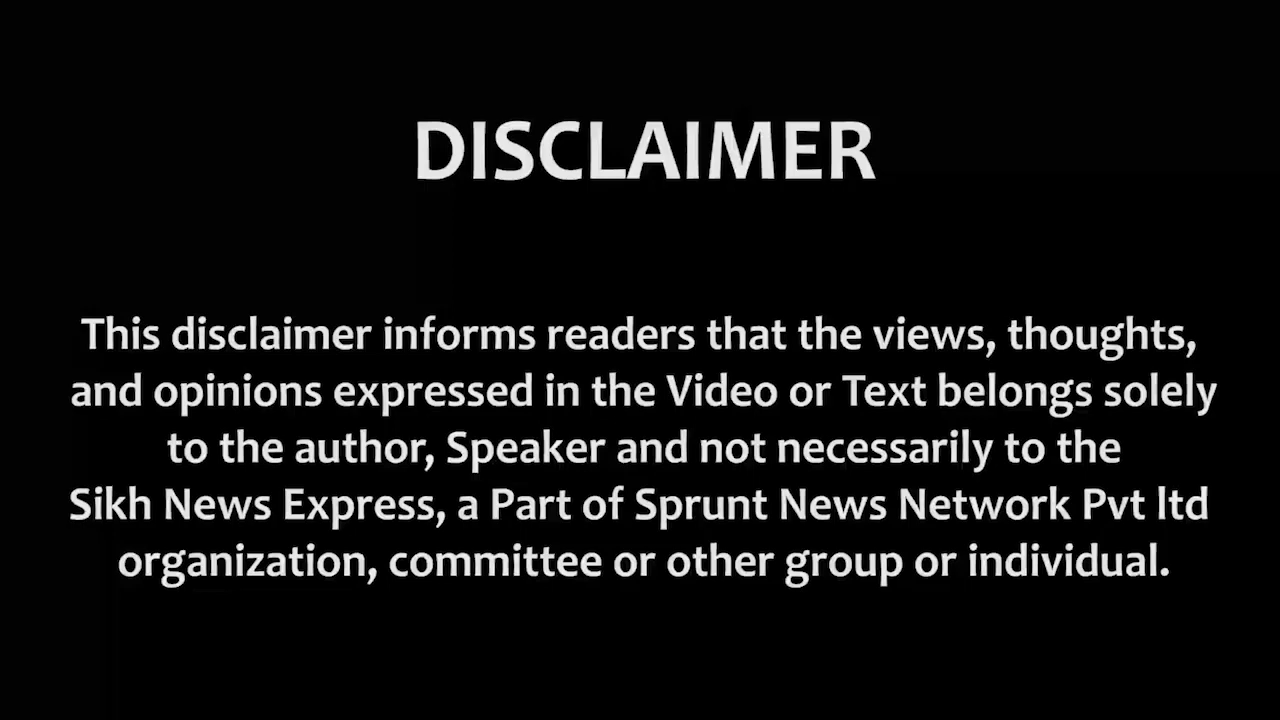 DISCLAIMER
This disclaimer informs readers that the views, thoughts,
and opinions expressed in the Video or Text belongs solely
to the author, Speaker and not necessarily to the
Sikh News Express, a Part of Sprunt News Network Pvt ltd
organization, committee or other group or individual.